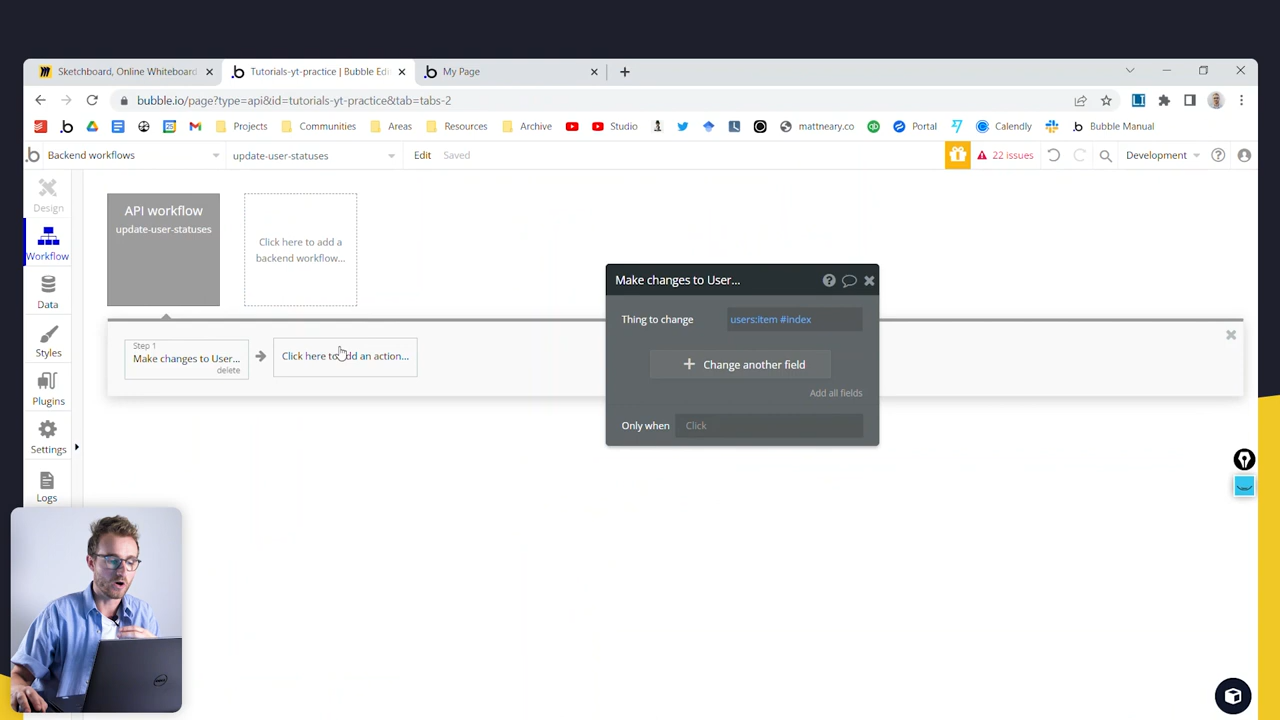 Sketchboard, Online Whiteboard
Tutorials-yt-practice | Bubble Edi
My Page
bubble.io/page?type=api&id=tutorials-yt-practice&tab=tabs-2
Projects
Communities
Areas
Resources
Archive
Studio
mattneary.co
Portal
Calendly
Bubble Manual
Backend workflows
update-user-statuses
Edit
Saved
22 issues
Development
Design
Workflow
Data
Styles
Plugins
Settings
Logs
API workflow
update-user-statuses
Click here to add a
backend workflow...
Step 1
Make changes to User...
delete
Click here to add an action...
Make changes to User...
Thing to change
users:item #index
Change another field
Add all fields
Only when
Click